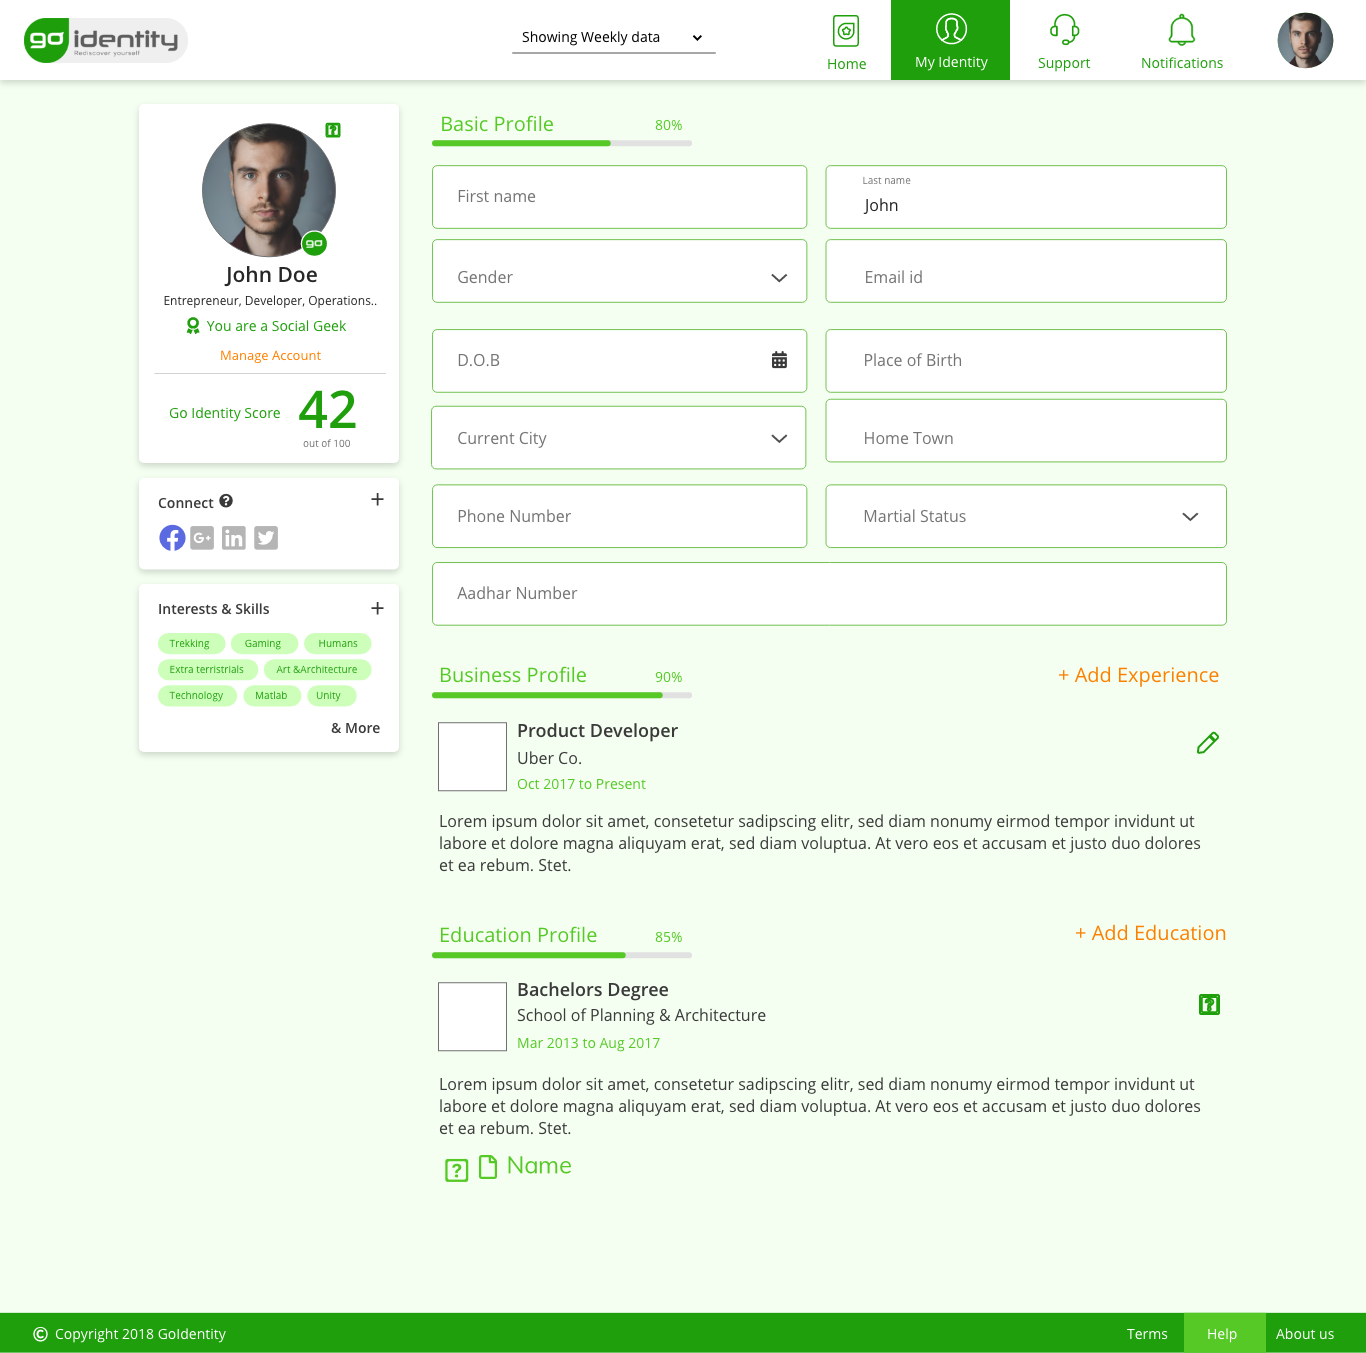 go identity
Rediscover yourself
Showing Weekly data
Home
My Identity
Support
Notifications
go
John Doe
Entrepreneur, Developer, Operations..
You are a Social Geek
Manage Account
Go Identity Score
42
out of 100
Connect
Interests & Skills
Trekking
Gaming
Humans
Extra terristrials
Art &Architecture
Technology
Matlab
Unity
& More
Basic Profile
80%
First name
Last name
John
Gender
Email id
D.O.B
Place of Birth
Current City
Home Town
Phone Number
Martial Status
Aadhar Number
Business Profile
90%
+ Add Experience
Product Developer
Uber Co.
Oct 2017 to Present
Lorem ipsum dolor sit amet, consetetur sadipscing elitr, sed diam nonumy eirmod tempor invidunt ut
labore et dolore magna aliquyam erat, sed diam voluptua. At vero eos et accusam et justo duo dolores
et ea rebum. Stet.
Education Profile
85%
+ Add Education
Bachelors Degree
School of Planning & Architecture
Mar 2013 to Aug 2017
Lorem ipsum dolor sit amet, consetetur sadipscing elitr, sed diam nonumy eirmod tempor invidunt ut
labore et dolore magna aliquyam erat, sed diam voluptua. At vero eos et accusam et justo duo dolores
et ea rebum. Stet.
Name
© Copyright 2018 GoIdentity
Terms
Help
About us